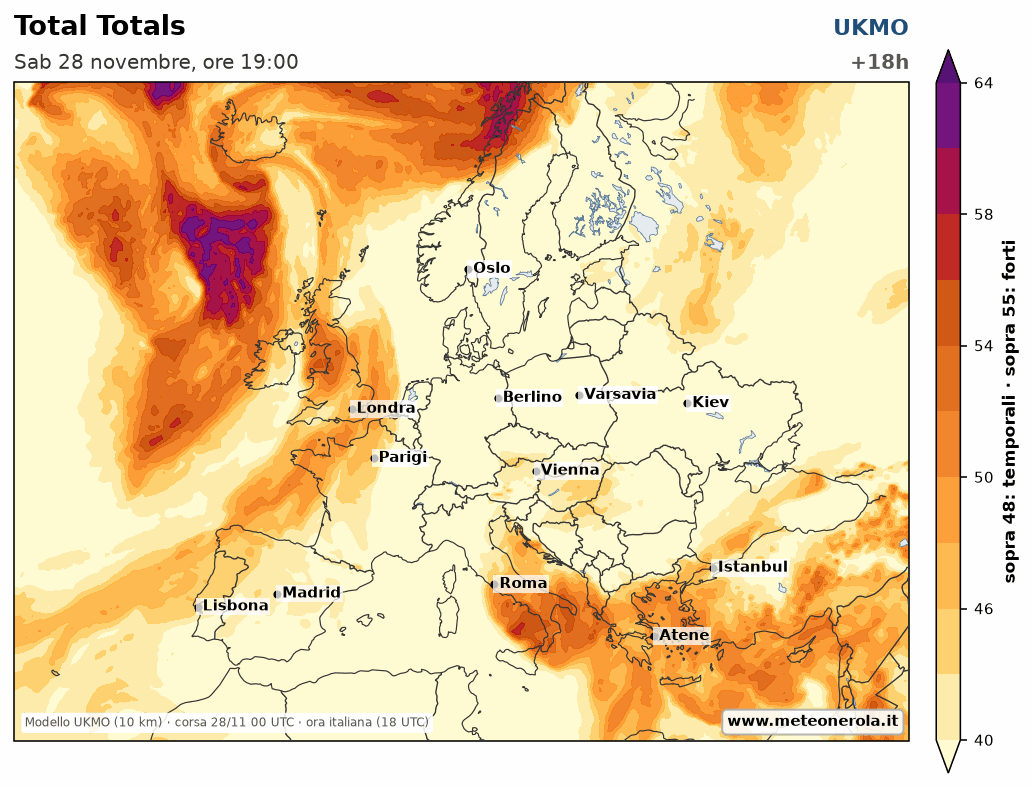 Total Totals
UKMO
Sab 28 novembre, ore 19:00
+18h
64
58
54
50
46
40
sopra 48: temporali · sopra 55: forti
Oslo
Londra
Berlino
Varsavia
Kiev
Parigi
Vienna
Roma
Istanbul
Madrid
Lisbona
Atene
Modello UKMO (10 km) · corsa 28/11 00 UTC · ora italiana (18 UTC)
www.meteonerola.it